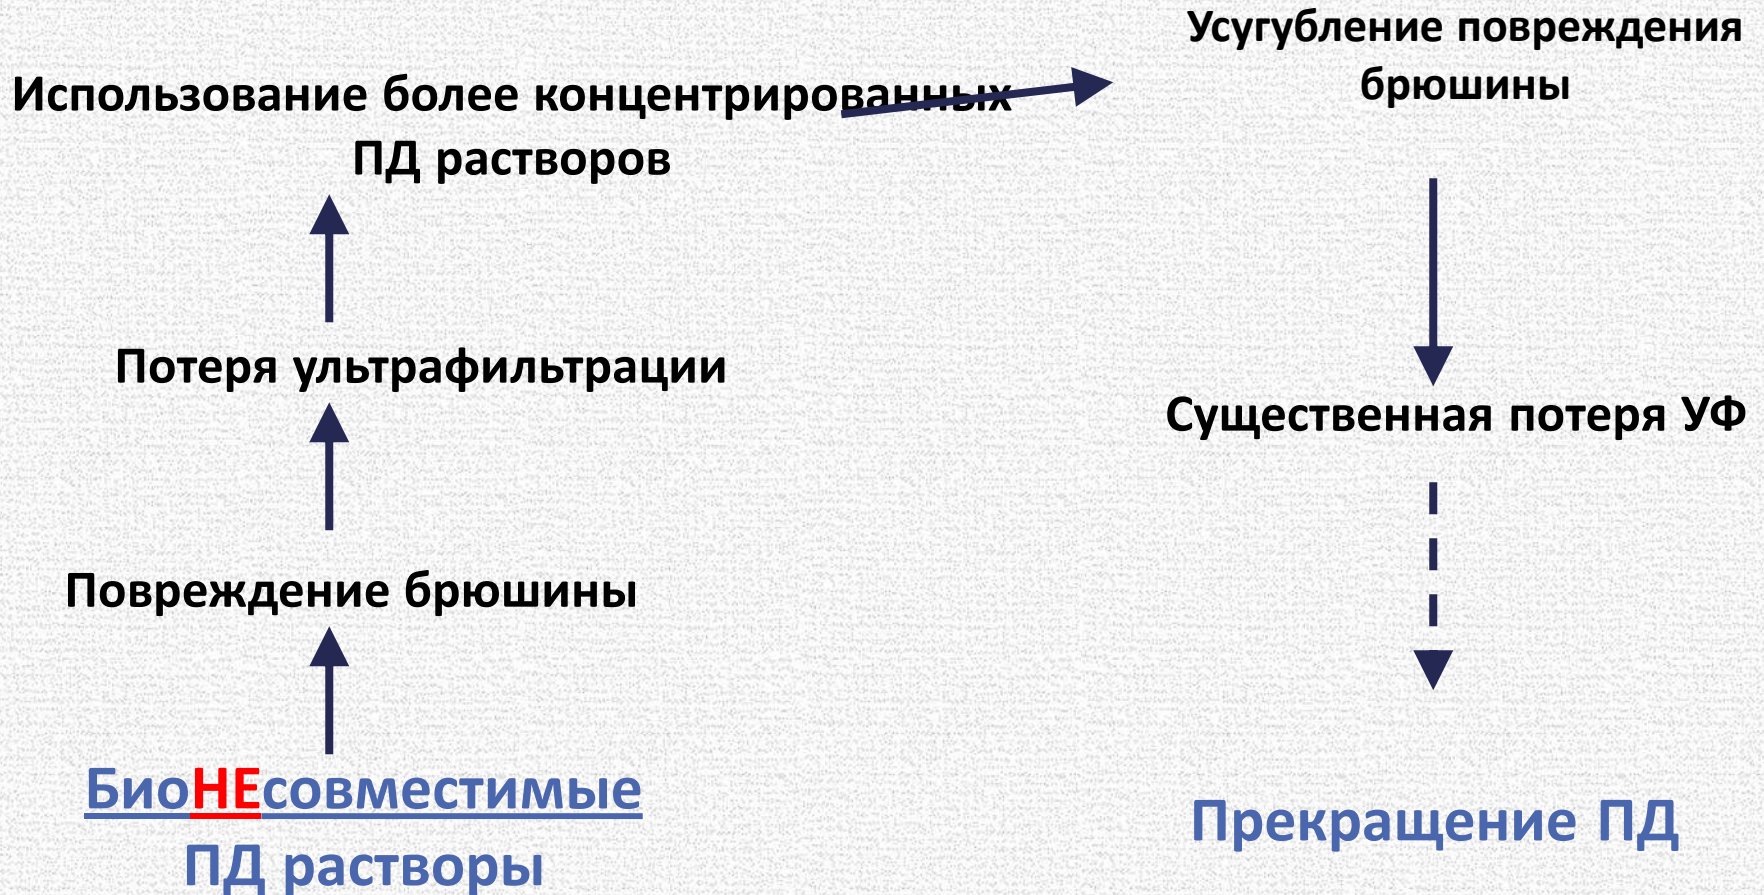 Использование более концентрированных
ПД растворов
Усугубление повреждения
брюшины
Потеря ультрафильтрации
Существенная потеря УФ
Повреждение брюшины
БиоНЕсовместимые
ПД растворы
Прекращение ПД